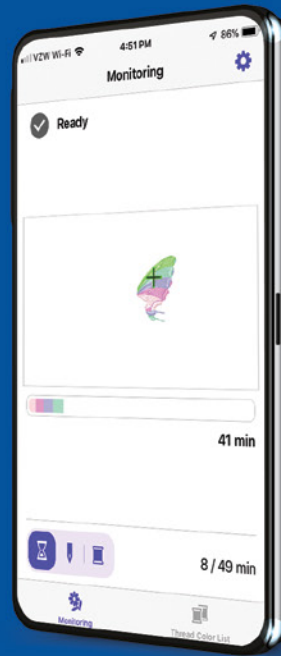 VZW Wi-Fi 4:51 PM 86%
Monitoring
Ready
41 min
8 / 49 min
Monitoring Thread Color List